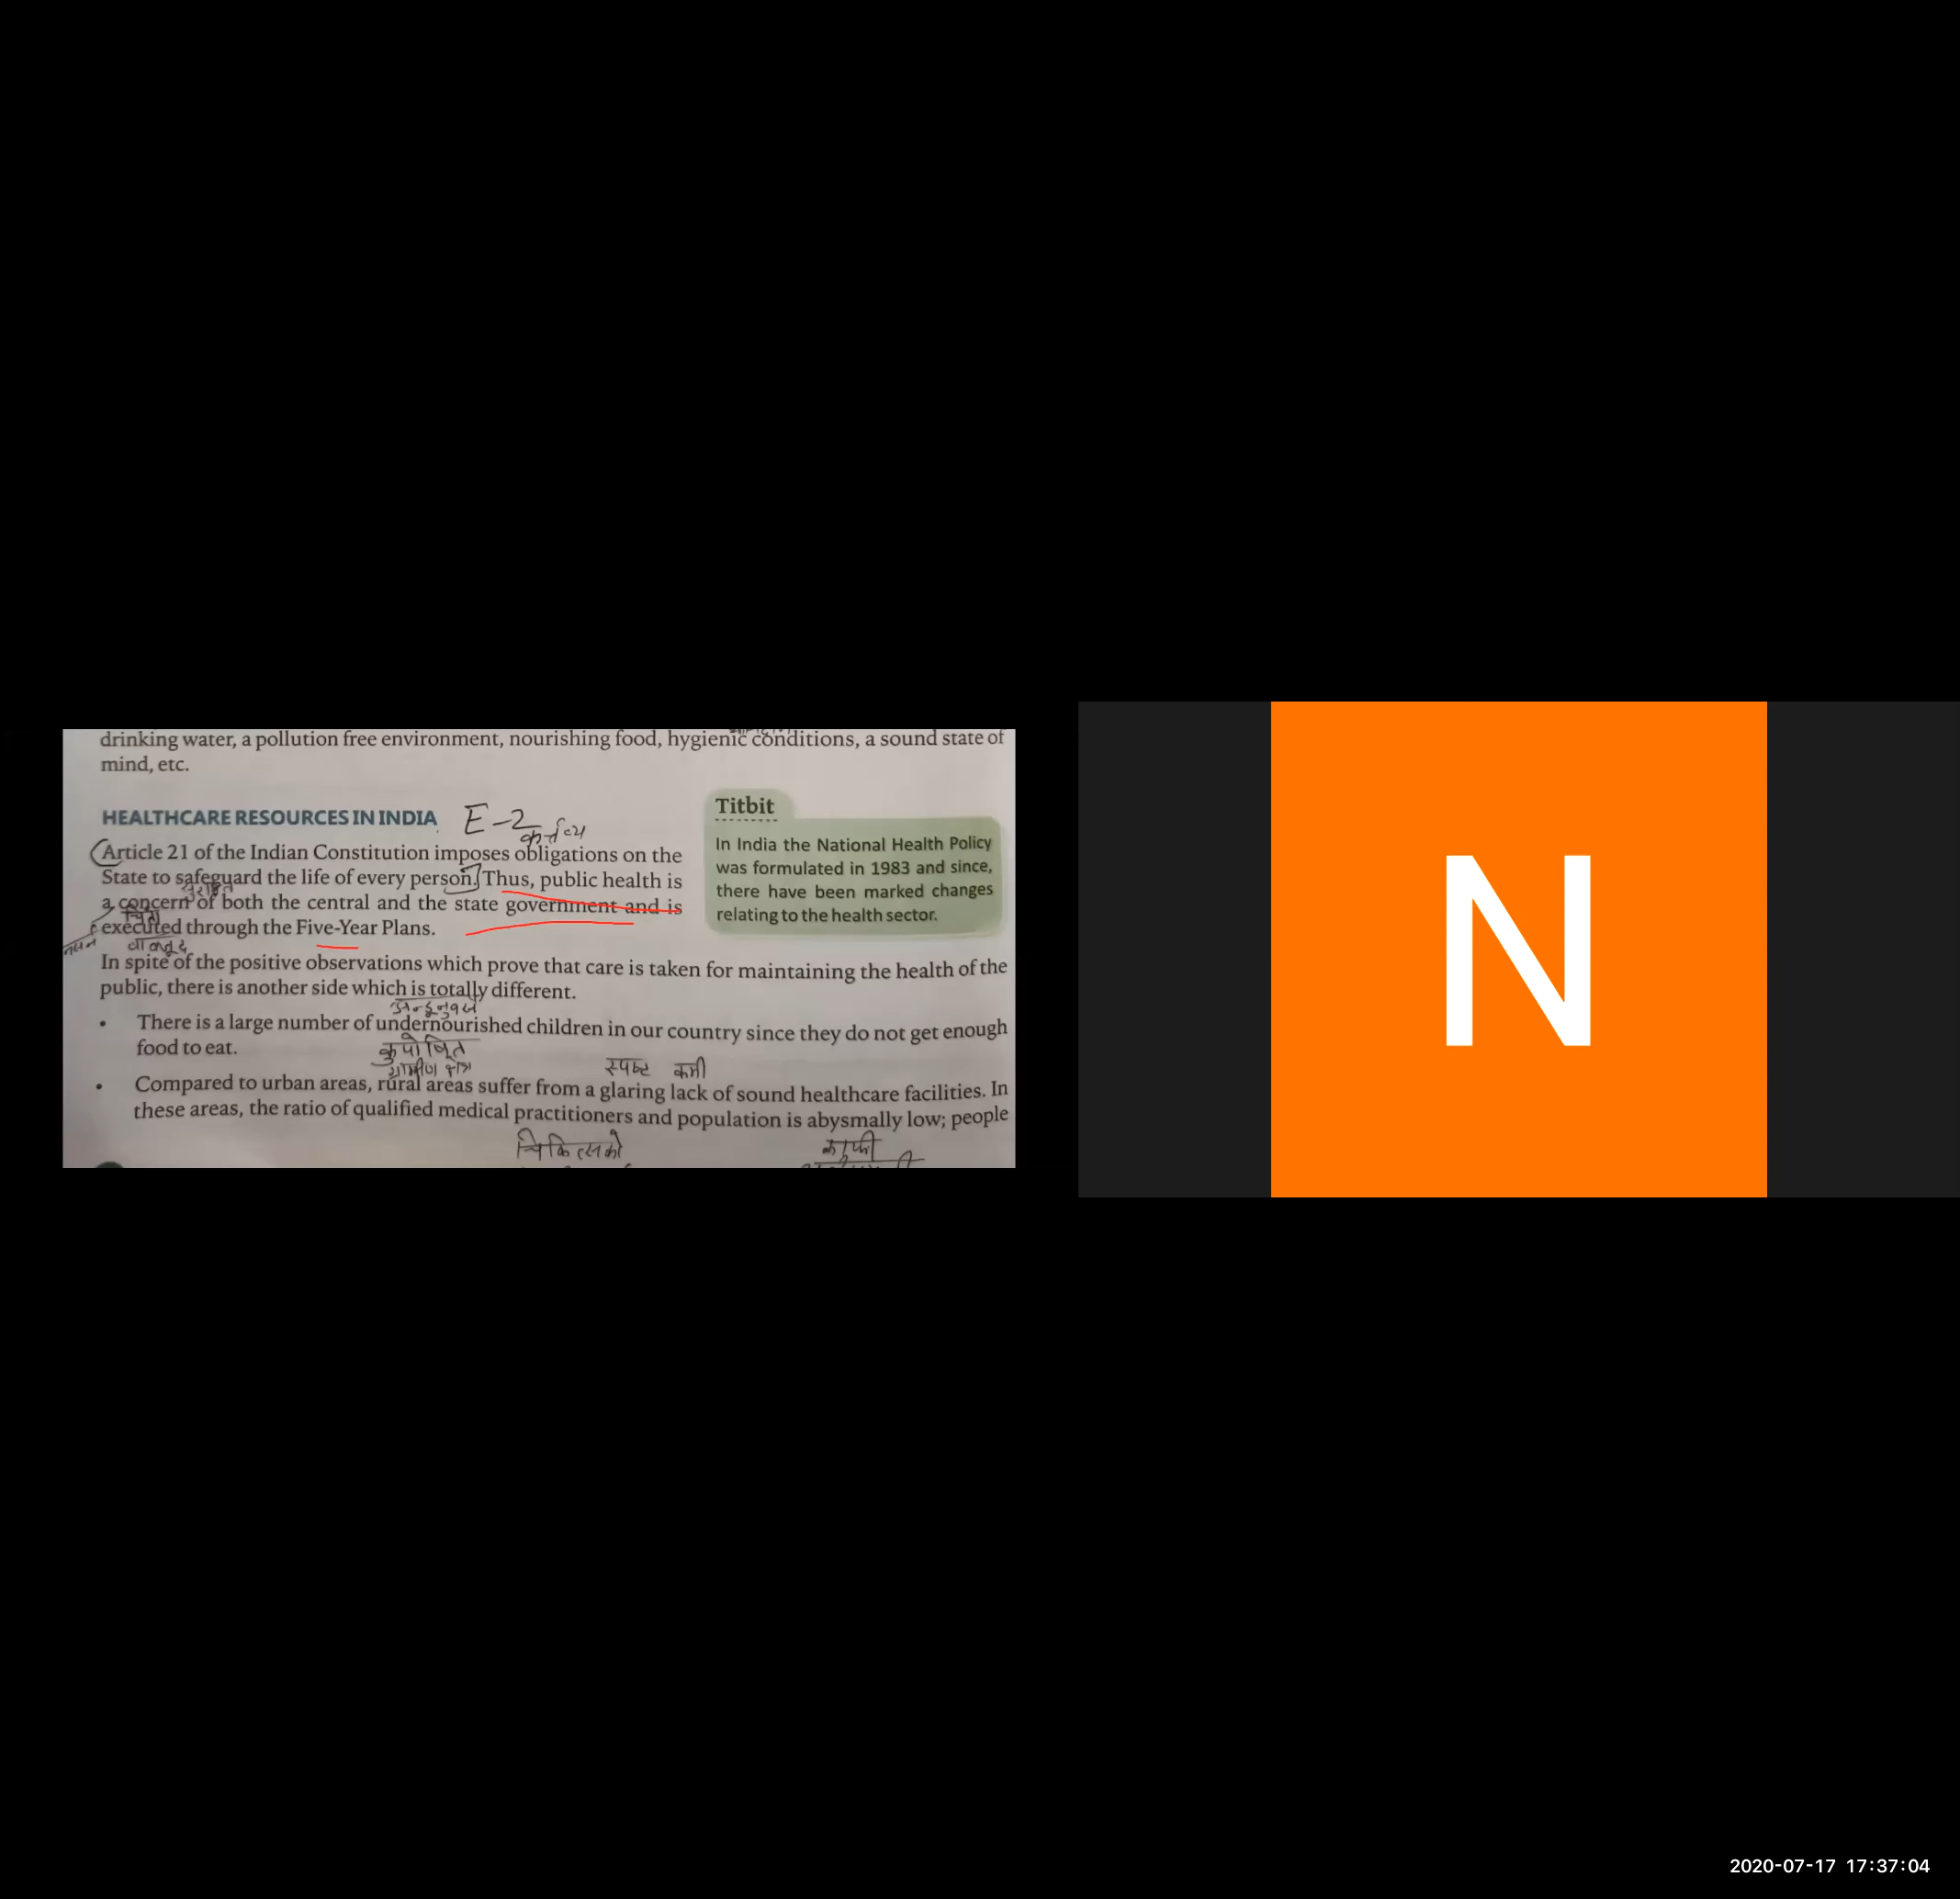 drinking water, a pollution free environment, nourishing food, hygienic conditions, a sound state of
mind, etc.
HEALTHCARE RESOURCES IN INDIA E-2
कर्तव्य
Article 21 of the Indian Constitution imposes obligations on the
State to safeguard the life of every person. Thus, public health is
सुरक्षित
a concern of both the central and the state government and is
चिंता
executed through the Five-Year Plans.
बावजूद
Titbit
In India the National Health Policy
was formulated in 1983 and since,
there have been marked changes
relating to the health sector.
In spite of the positive observations which prove that care is taken for maintaining the health of the
public, there is another side which is totally different.
• There is a large number of undernourished children in our country since they do not get enough
food to eat.
कुपोषित
ग्रामीण क्षेत्र स्पष्ट कमी
• Compared to urban areas, rural areas suffer from a glaring lack of sound healthcare facilities. In
these areas, the ratio of qualified medical practitioners and population is abysmally low; people
चिकित्सको काफी
N
2020-07-17 17:37:04